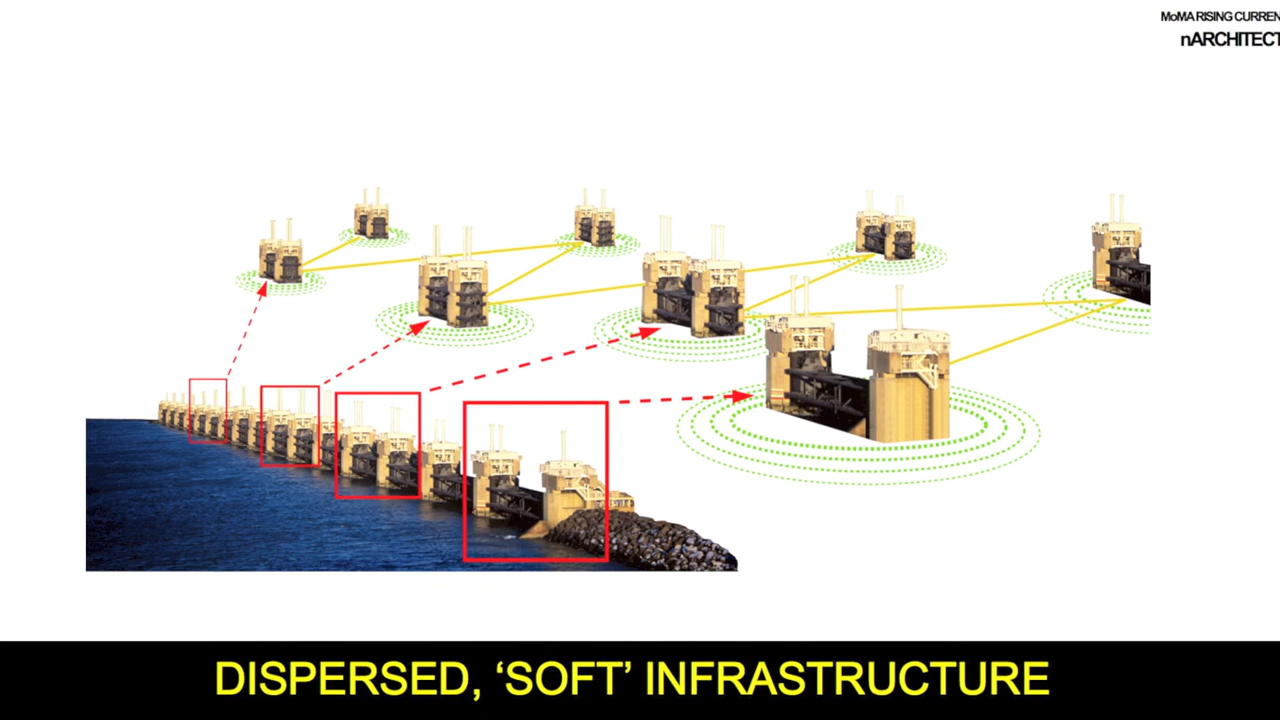 MoMA RISING CURREN
nARCHITECT
DISPERSED, ‘SOFT’ INFRASTRUCTURE